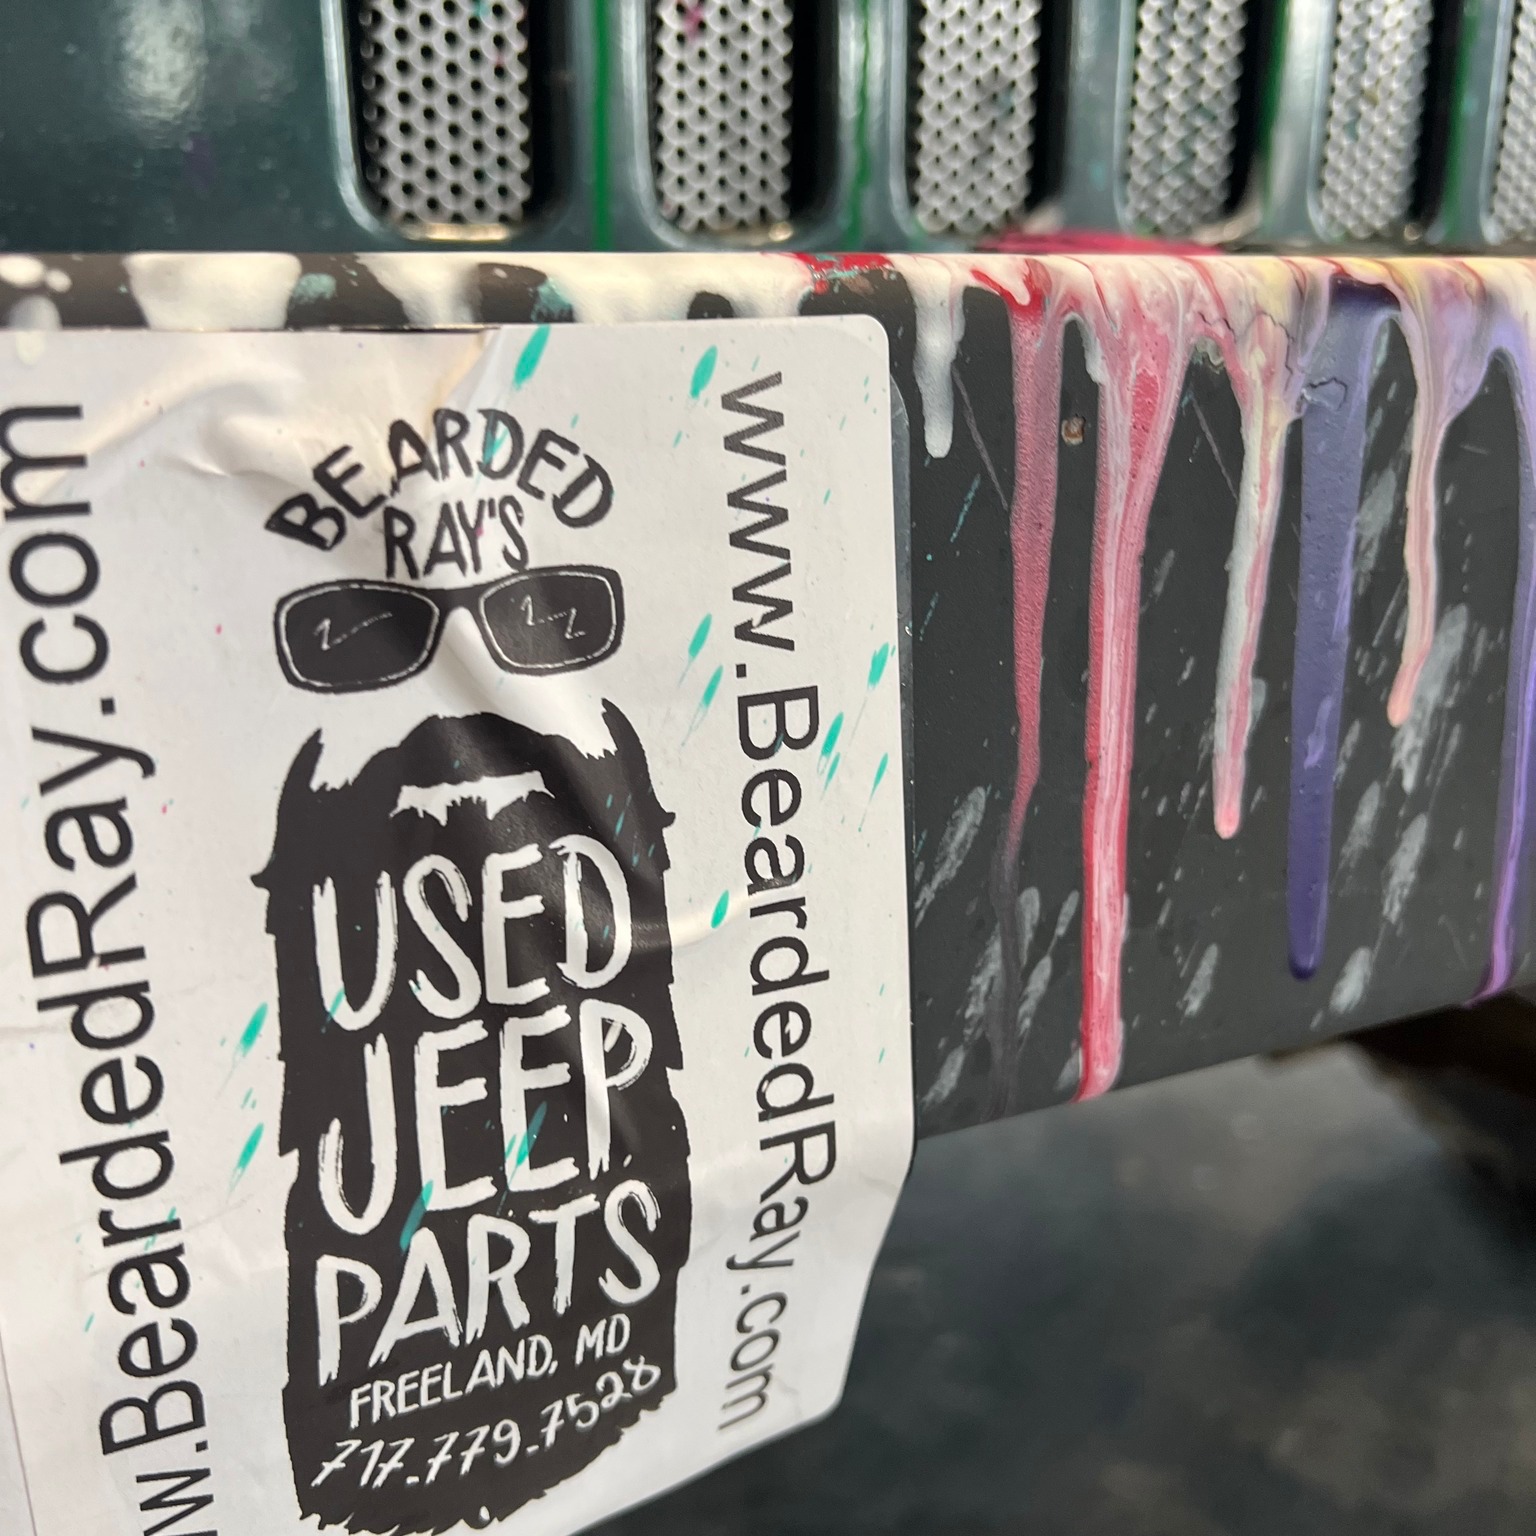 www.BeardedRay.com
BEARDED
RAY'S
USED
JEEP
PARTS
FREELAND, MD
717.779.7528
www.BeardedRay.com